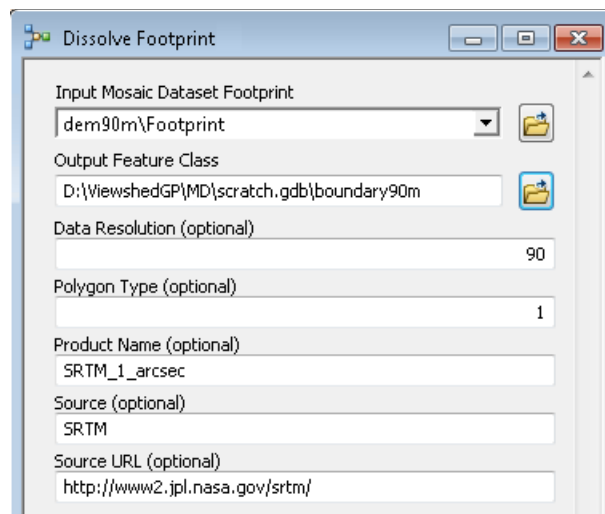 Dissolve Footprint
Input Mosaic Dataset Footprint
dem90m\Footprint
Output Feature Class
D:\ViewshedGP\MD\scratch.gdb\boundary90m
Data Resolution (optional)
90
Polygon Type (optional)
1
Product Name (optional)
SRTM_1_arcsec
Source (optional)
SRTM
Source URL (optional)
http://www2.jpl.nasa.gov/srtm/